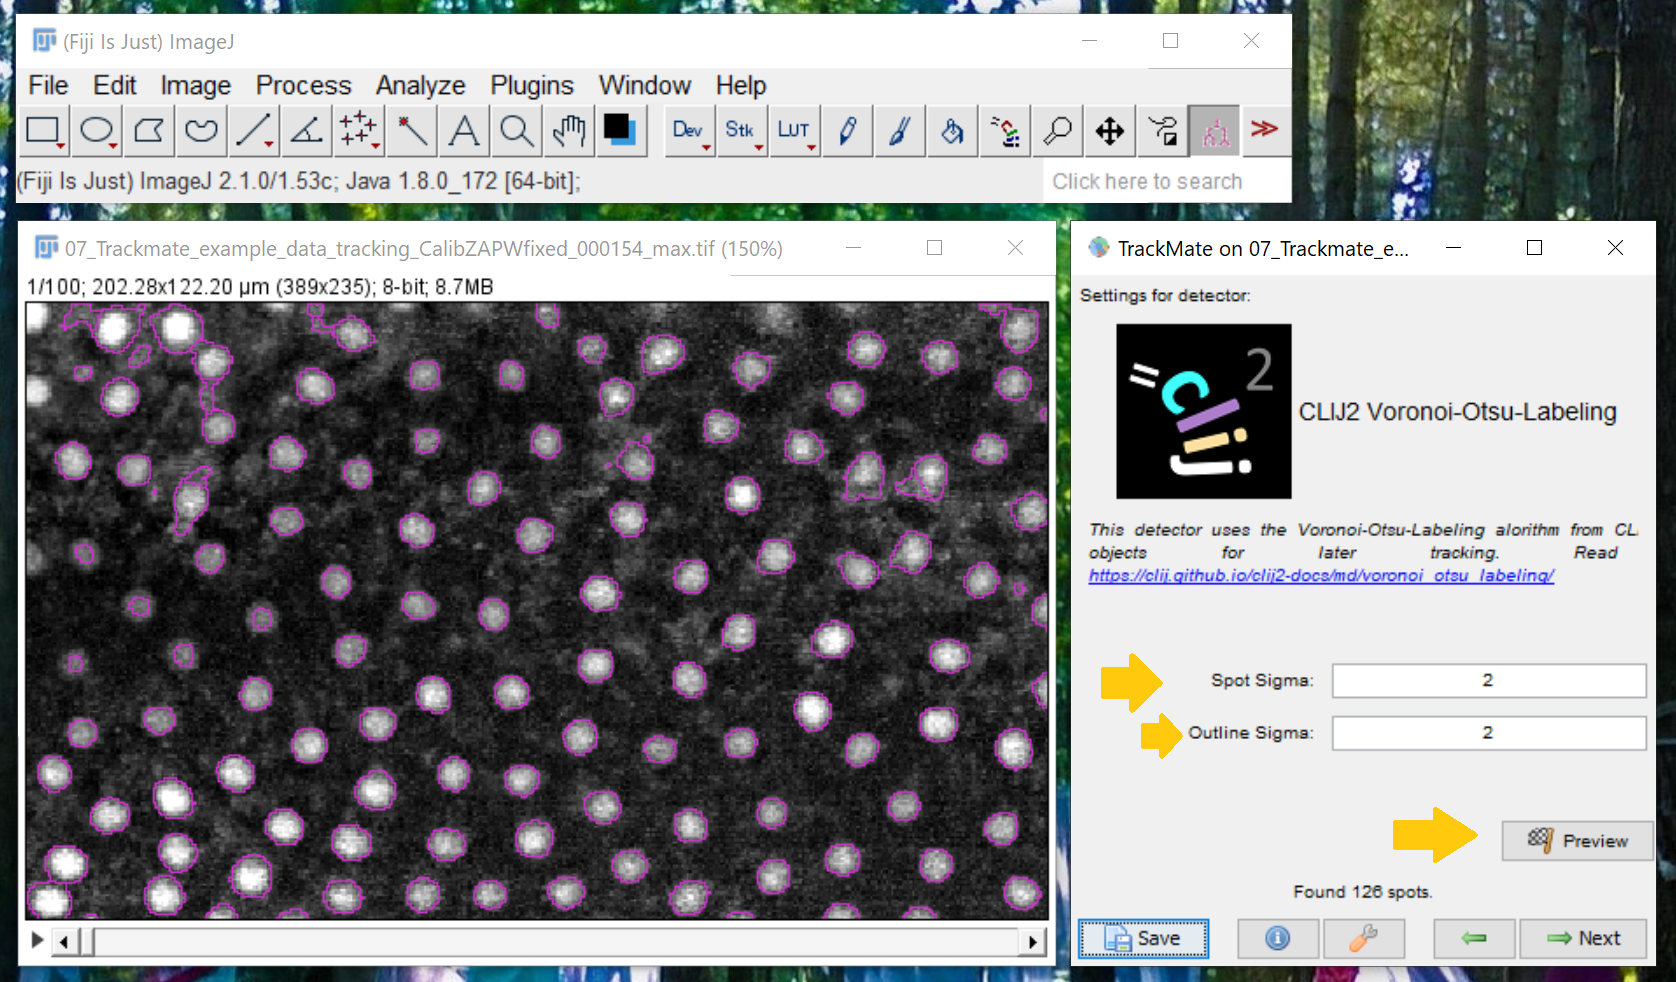 (Fiji Is Just) ImageJ
File Edit Image Process Analyze Plugins Window Help
Dev Stk LUT
(Fiji Is Just) ImageJ 2.1.0/1.53c; Java 1.8.0_172 [64-bit];
Click here to search
07_Trackmate_example_data_tracking_CalibZAPWfixed_000154_max.tif (150%)
1/100; 202.28x122.20 µm (389x235); 8-bit; 8.7MB
TrackMate on 07_Trackmate_e...
Settings for detector:
clij2
CLIJ2 Voronoi-Otsu-Labeling
This detector uses the Voronoi-Otsu-Labeling alorithm from CL
objects for later tracking. Read
https://clij.github.io/clij2-docs/md/voronoi_otsu_labeling/
Spot Sigma: 2
Outline Sigma: 2
Preview
Found 126 spots.
Save
Next